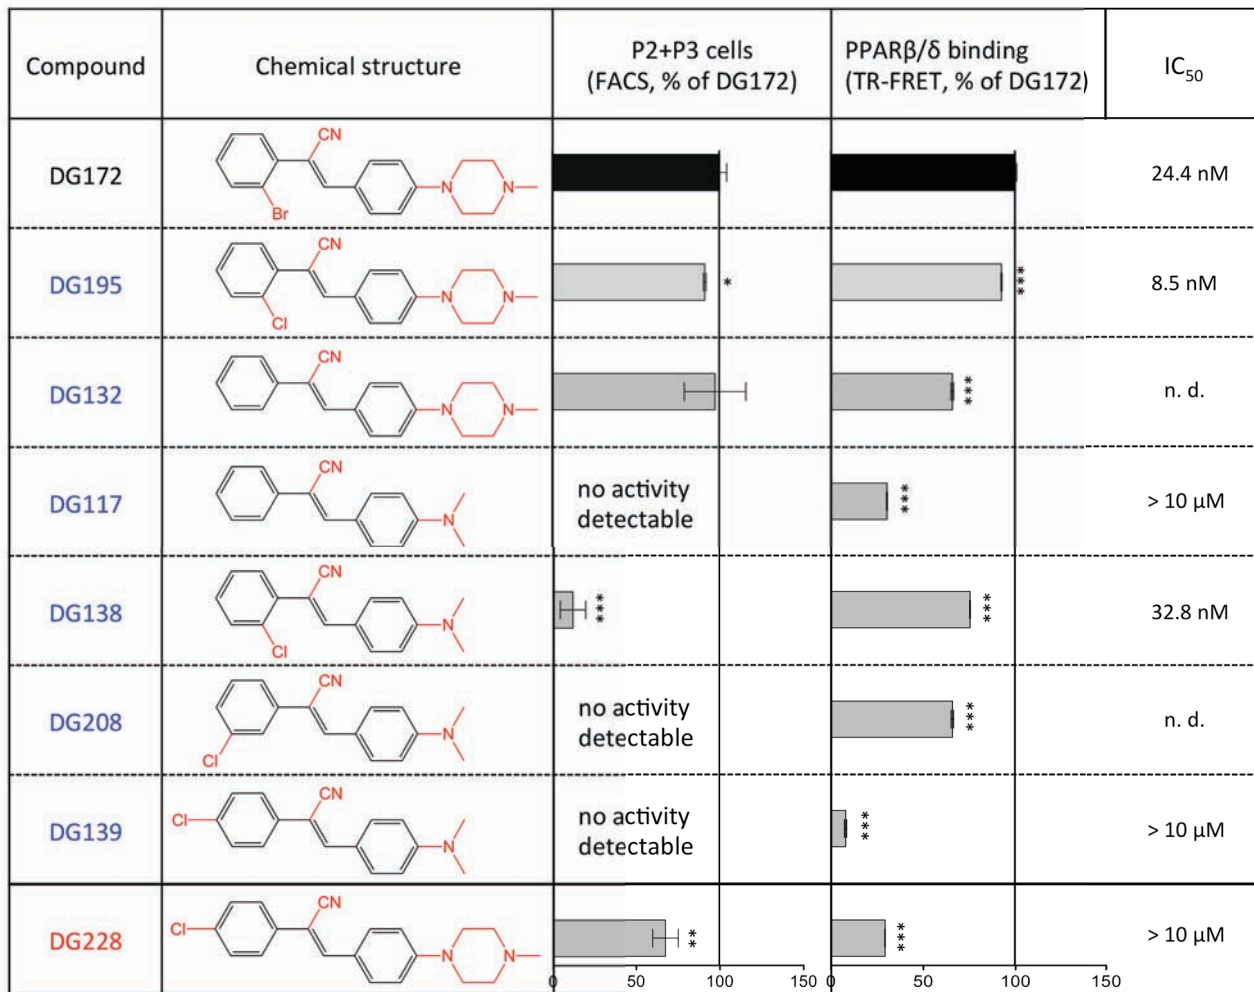 Compound
Chemical structure
P2+P3 cells
(FACS, % of DG172)
PPARβ/δ binding
(TR-FRET, % of DG172)
IC50
DG172
CN
Br
N
N
24.4 nM
DG195
CN
Cl
N
N
*
***
8.5 nM
DG132
CN
N
N
***
n. d.
DG117
CN
N
no activity
detectable
***
> 10 µM
DG138
CN
Cl
N
***
***
32.8 nM
DG208
CN
Cl
N
no activity
detectable
***
n. d.
DG139
Cl
CN
N
no activity
detectable
***
> 10 µM
DG228
Cl
CN
N
N
**
***
> 10 µM
0 50 100 150
0 50 100 150